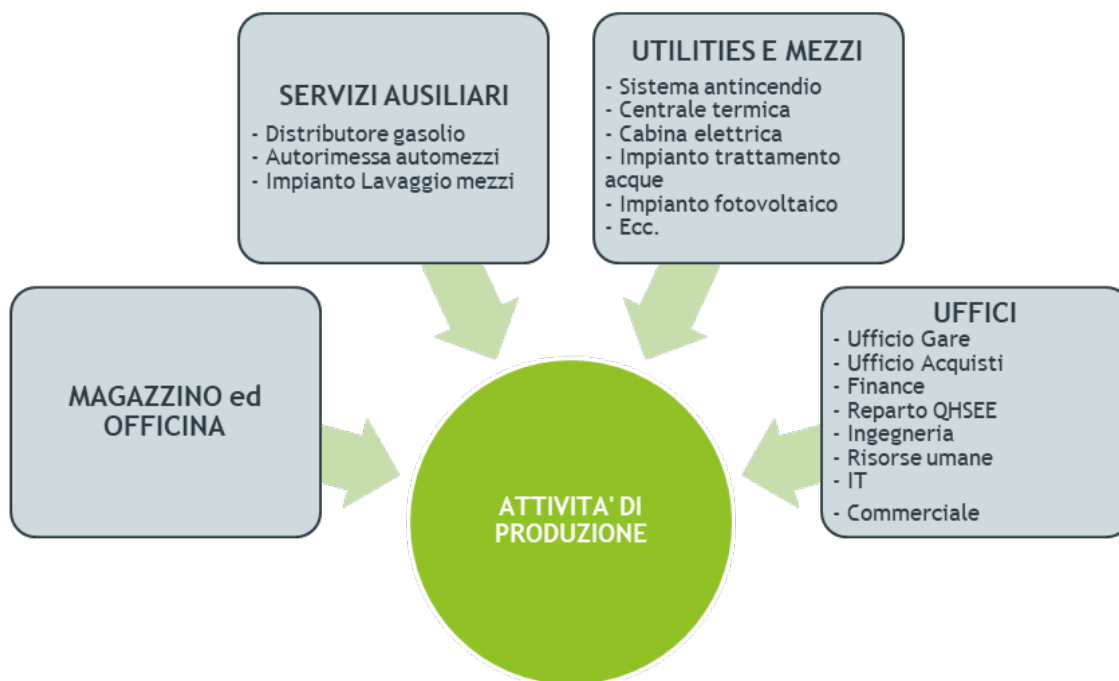 SERVIZI AUSILIARI
- Distributore gasolio
- Autorimessa automezzi
- Impianto Lavaggio mezzi
UTILITIES E MEZZI
- Sistema antincendio
- Centrale termica
- Cabina elettrica
- Impianto trattamento
acque
- Impianto fotovoltaico
- Ecc.
MAGAZZINO ed
OFFICINA
UFFICI
- Ufficio Gare
- Ufficio Acquisti
- Finance
- Reparto QHSEE
- Ingegneria
- Risorse umane
- IT
- Commerciale
ATTIVITA' DI
PRODUZIONE